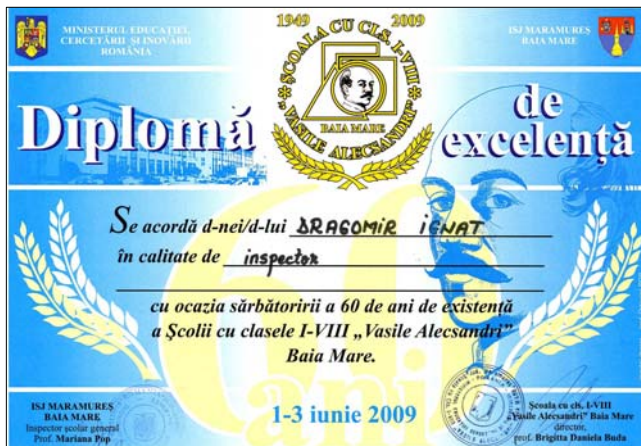 MINISTERUL EDUCAȚIEI,
CERCETĂRII ȘI INOVĂRII
ROMÂNIA
1949 2009
ȘCOALA CU CLS. I-VIII
"VASILE ALECSANDRI"
BAIA MARE
ISJ MARAMUREȘ
BAIA MARE
Diplomă de
excelență
Se acordă d-nei/d-lui DRAGOMIR IGNAT
în calitate de inspector
cu ocazia sărbătoririi a 60 de ani de existență
a Școlii cu clasele I-VIII „Vasile Alecsandri”
Baia Mare.
60
ani
ISJ MARAMUREȘ
BAIA MARE
Inspector școlar general
Prof. Mariana Pop
1-3 iunie 2009
Școala cu cls. I-VIII
"Vasile Alecsandri" Baia Mare
director,
prof. Brigitta Daniela Buda